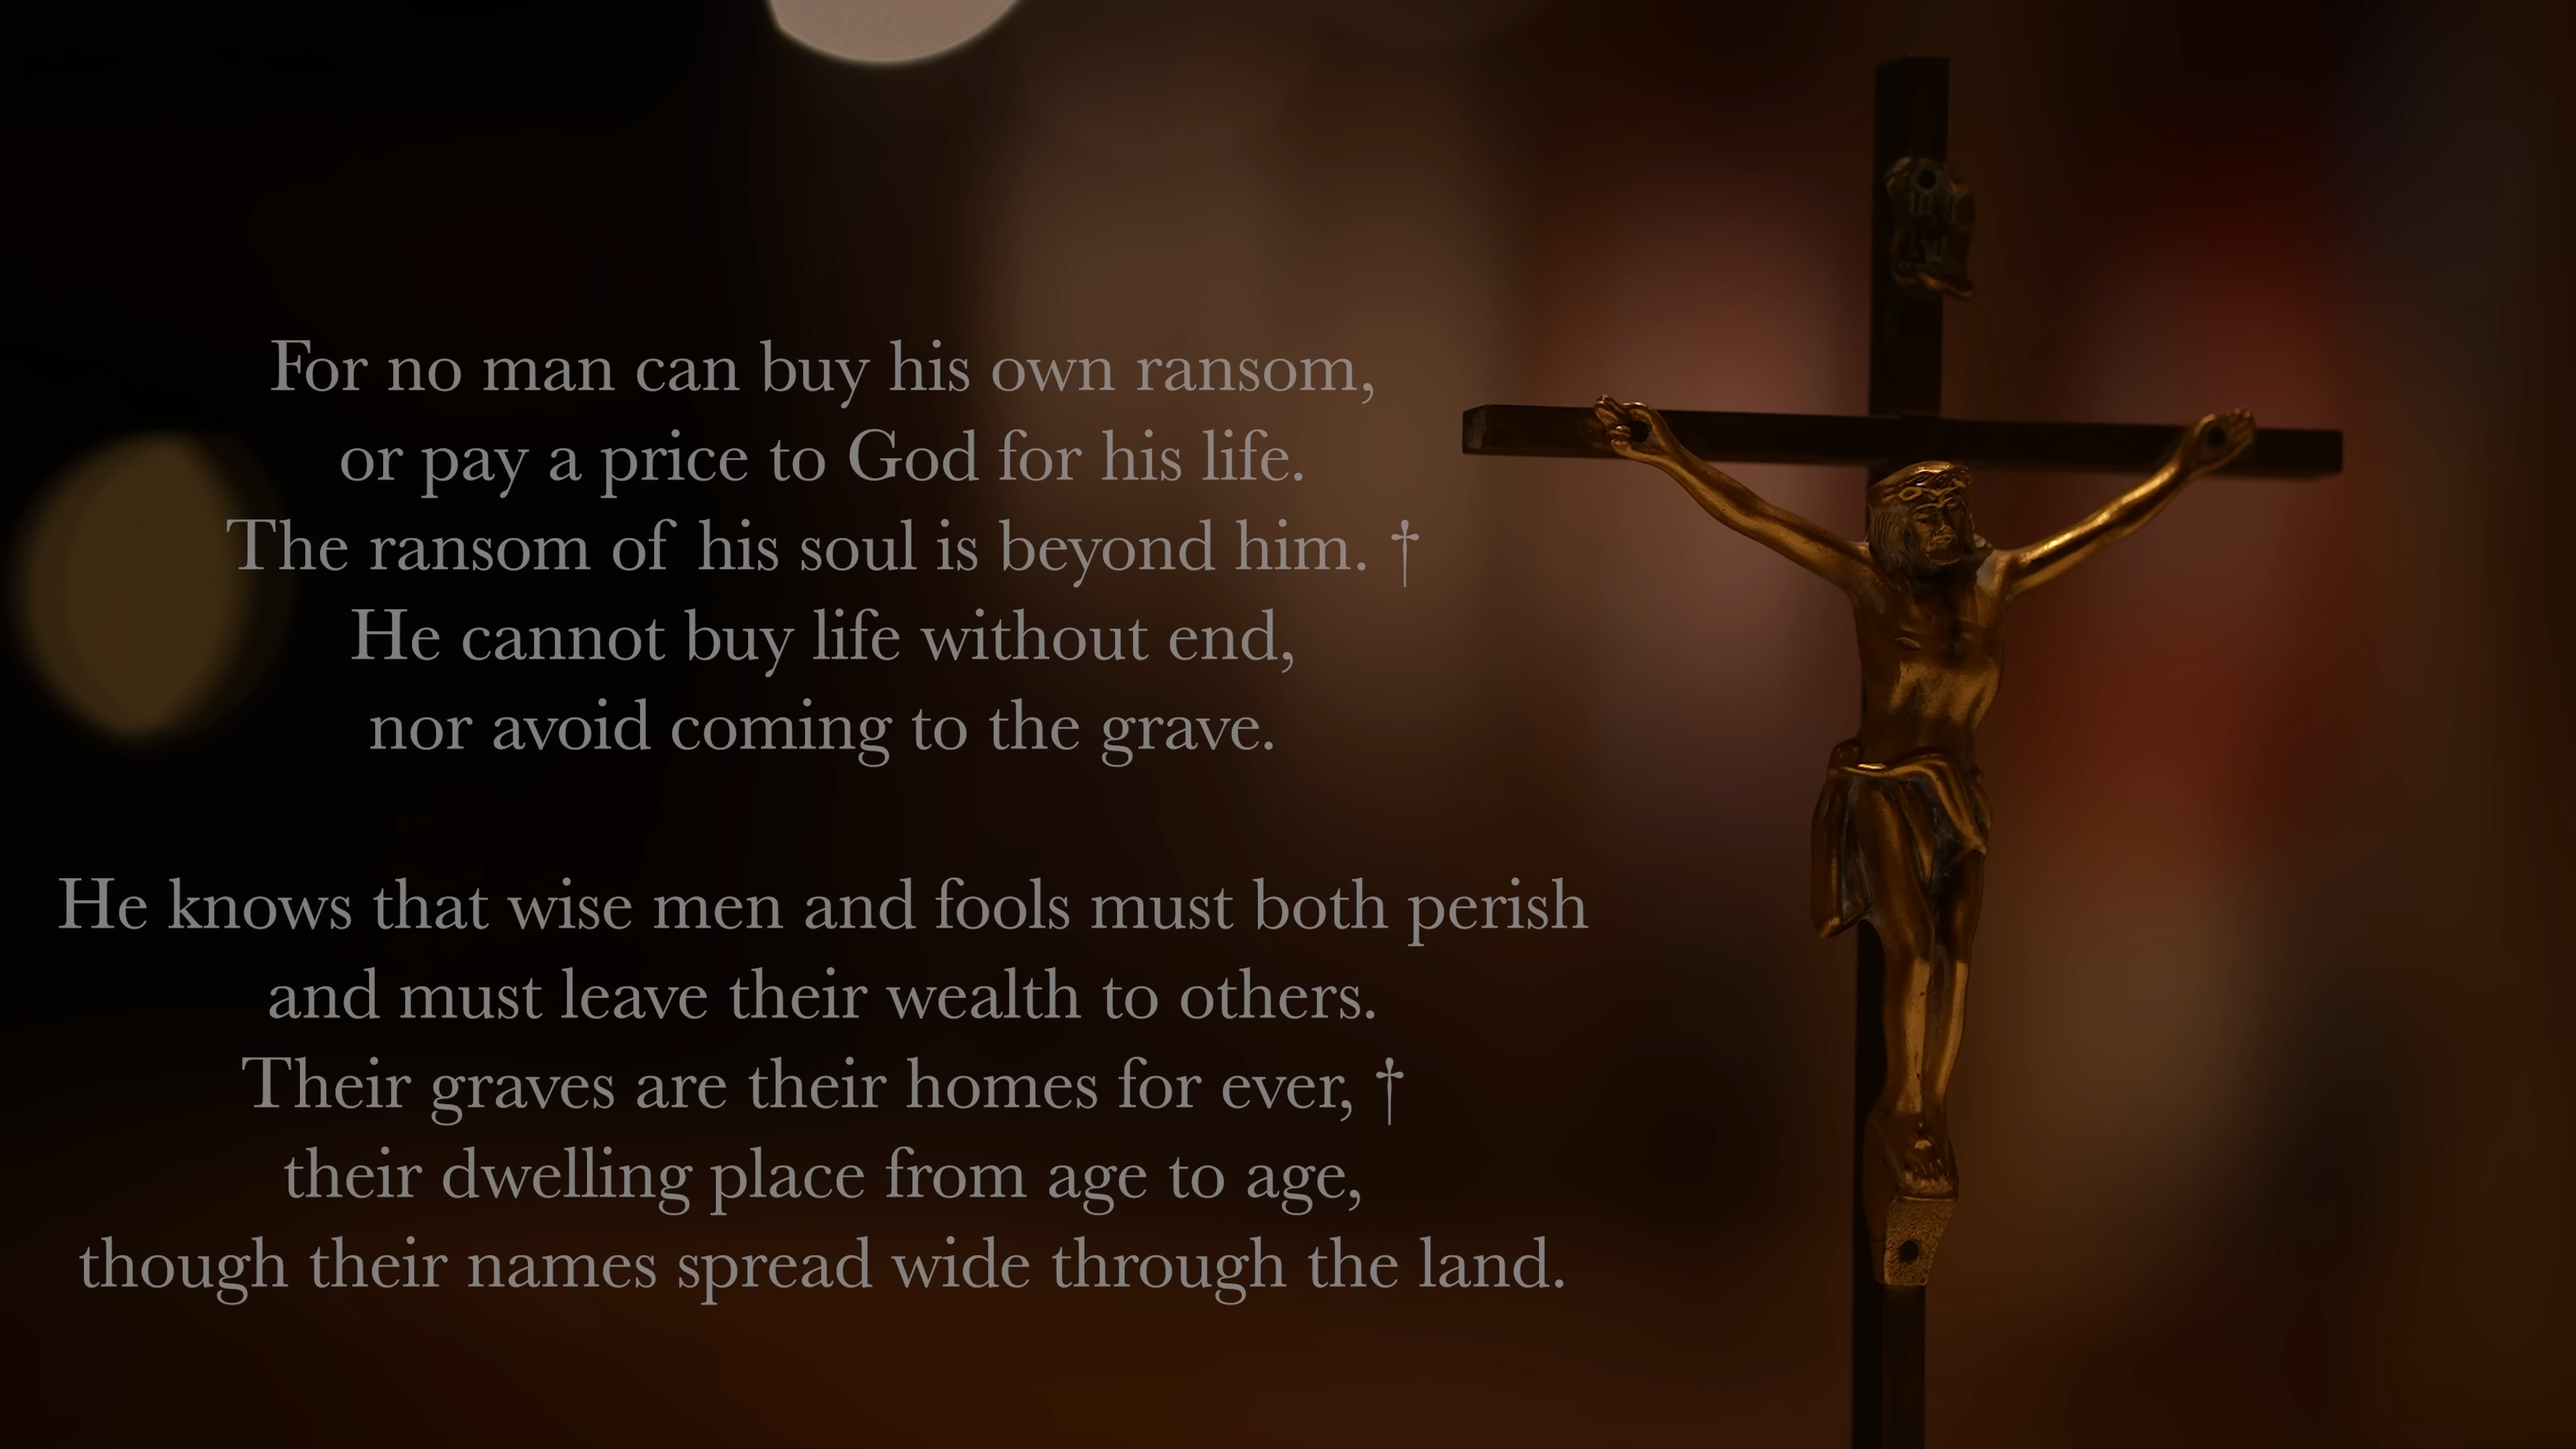 For no man can buy his own ransom,
or pay a price to God for his life.
The ransom of his soul is beyond him. †
He cannot buy life without end,
nor avoid coming to the grave.
He knows that wise men and fools must both perish
and must leave their wealth to others.
Their graves are their homes for ever, †
their dwelling place from age to age,
though their names spread wide through the land.